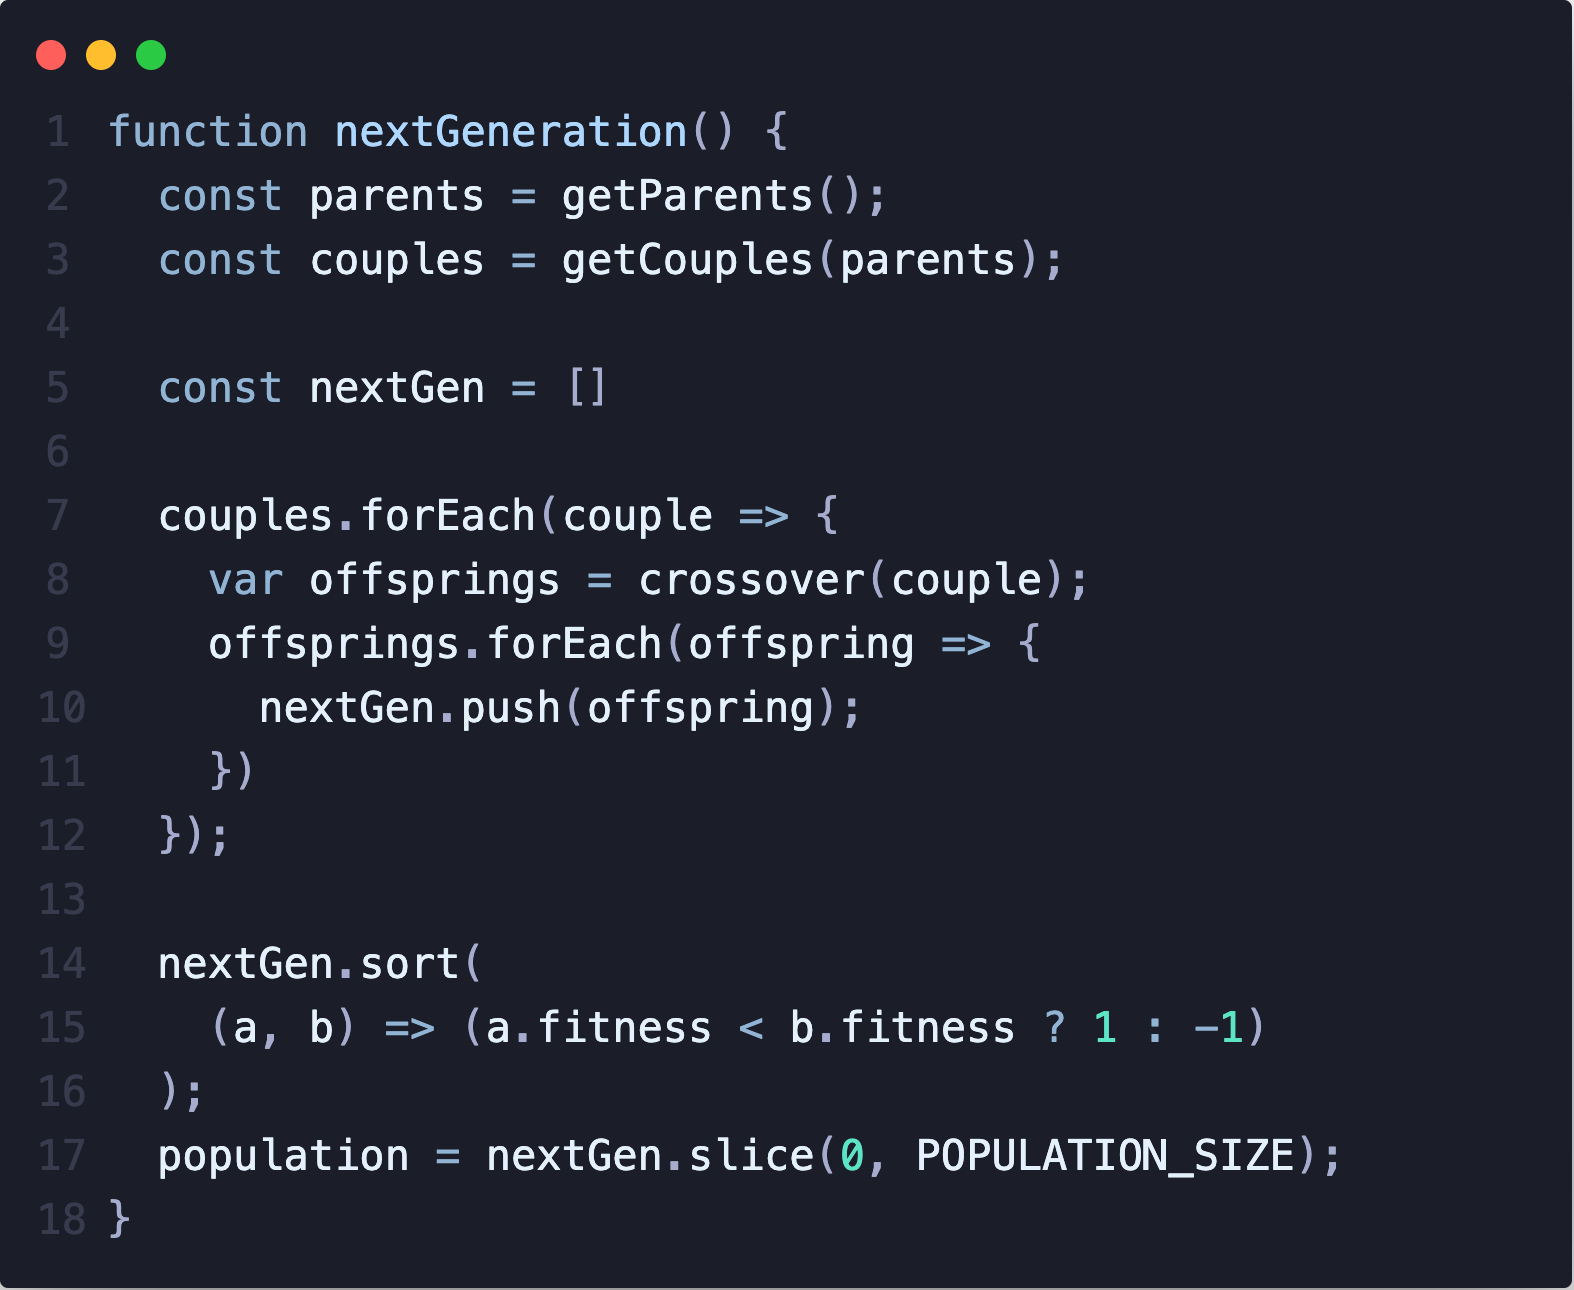 1 function nextGeneration() {
2   const parents = getParents();
3   const couples = getCouples(parents);
4
5   const nextGen = []
6
7   couples.forEach(couple => {
8     var offsprings = crossover(couple);
9     offsprings.forEach(offspring => {
10       nextGen.push(offspring);
11     })
12   });
13
14   nextGen.sort(
15     (a, b) => (a.fitness < b.fitness ? 1 : -1)
16   );
17   population = nextGen.slice(0, POPULATION_SIZE);
18 }